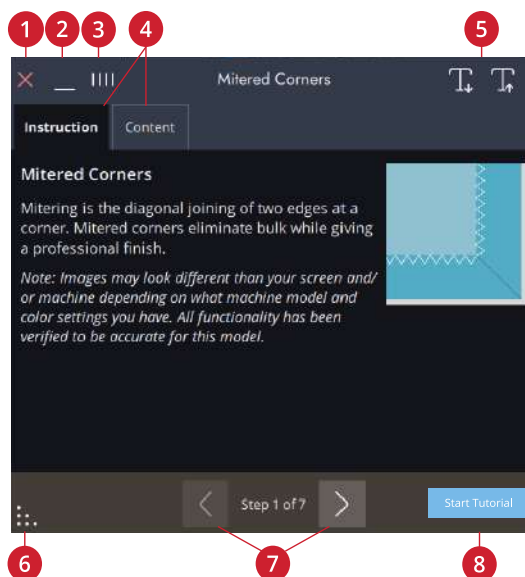 1 2 3 4 5
Mitered Corners
Instruction Content
Mitered Corners
Mitering is the diagonal joining of two edges at a
corner. Mitered corners eliminate bulk while giving
a professional finish.
Note: Images may look different than your screen and/
or machine depending on what machine model and
color settings you have. All functionality has been
verified to be accurate for this model.
Step 1 of 7
Start Tutorial
6 7 8